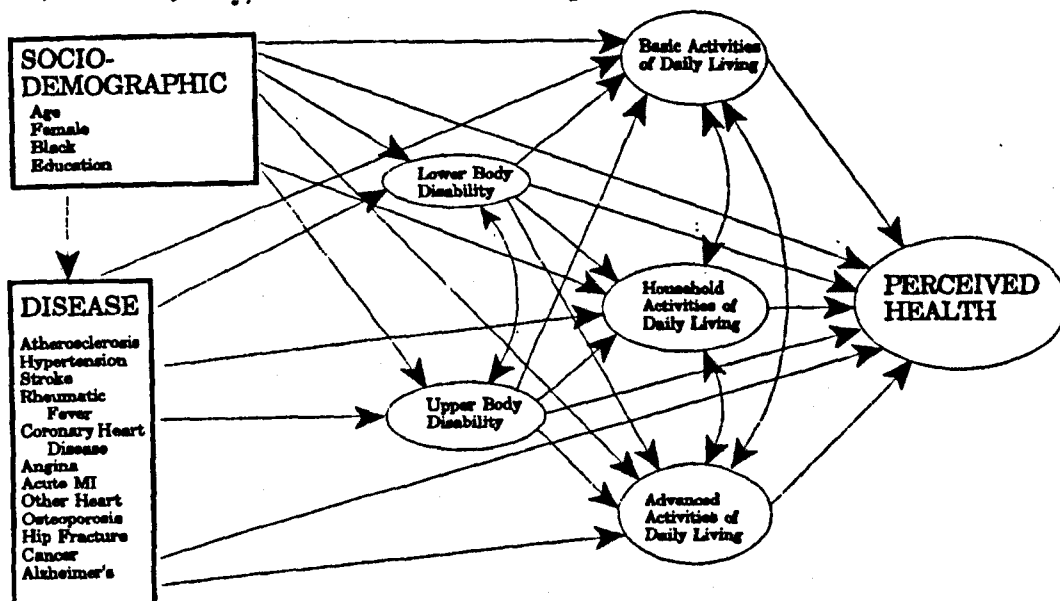 SOCIO-
DEMOGRAPHIC
Age
Female
Black
Education
DISEASE
Atherosclerosis
Hypertension
Stroke
Rheumatic
Fever
Coronary Heart
Disease
Angina
Acute MI
Other Heart
Osteoporosis
Hip Fracture
Cancer
Alzheimer's
Lower Body
Disability
Upper Body
Disability
Basic Activities
of Daily Living
Household
Activities of
Daily Living
Advanced
Activities of
Daily Living
PERCEIVED
HEALTH